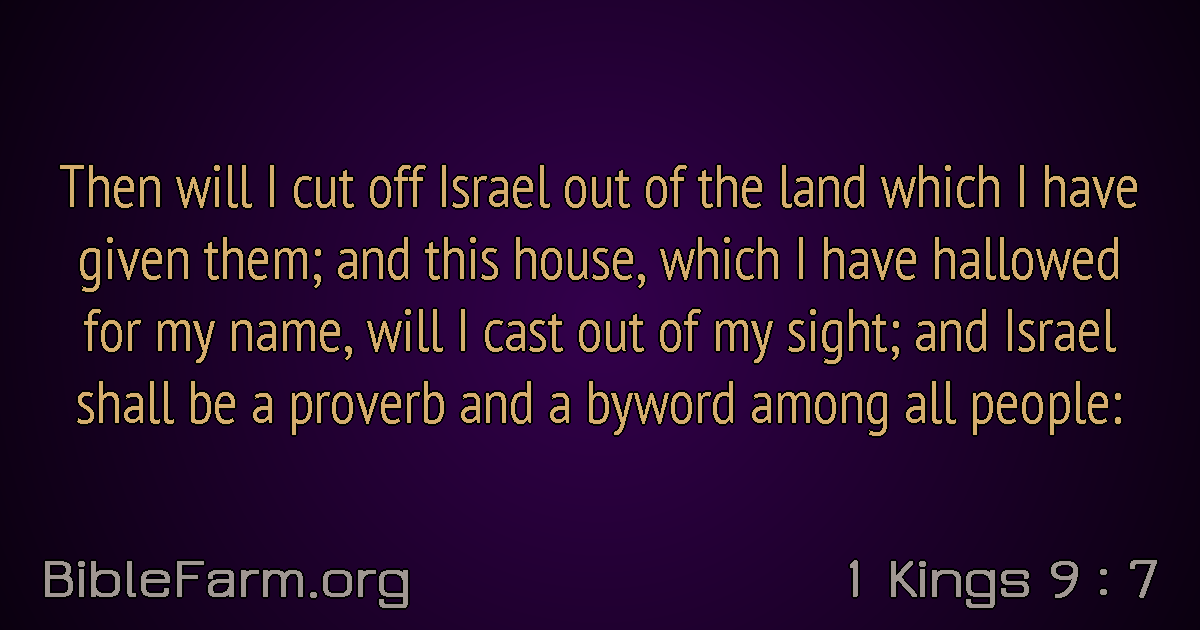 Then will I cut off Israel out of the land which I have
given them; and this house, which I have hallowed
for my name, will I cast out of my sight; and Israel
shall be a proverb and a byword among all people:
BibleFarm.org
1 Kings 9 : 7